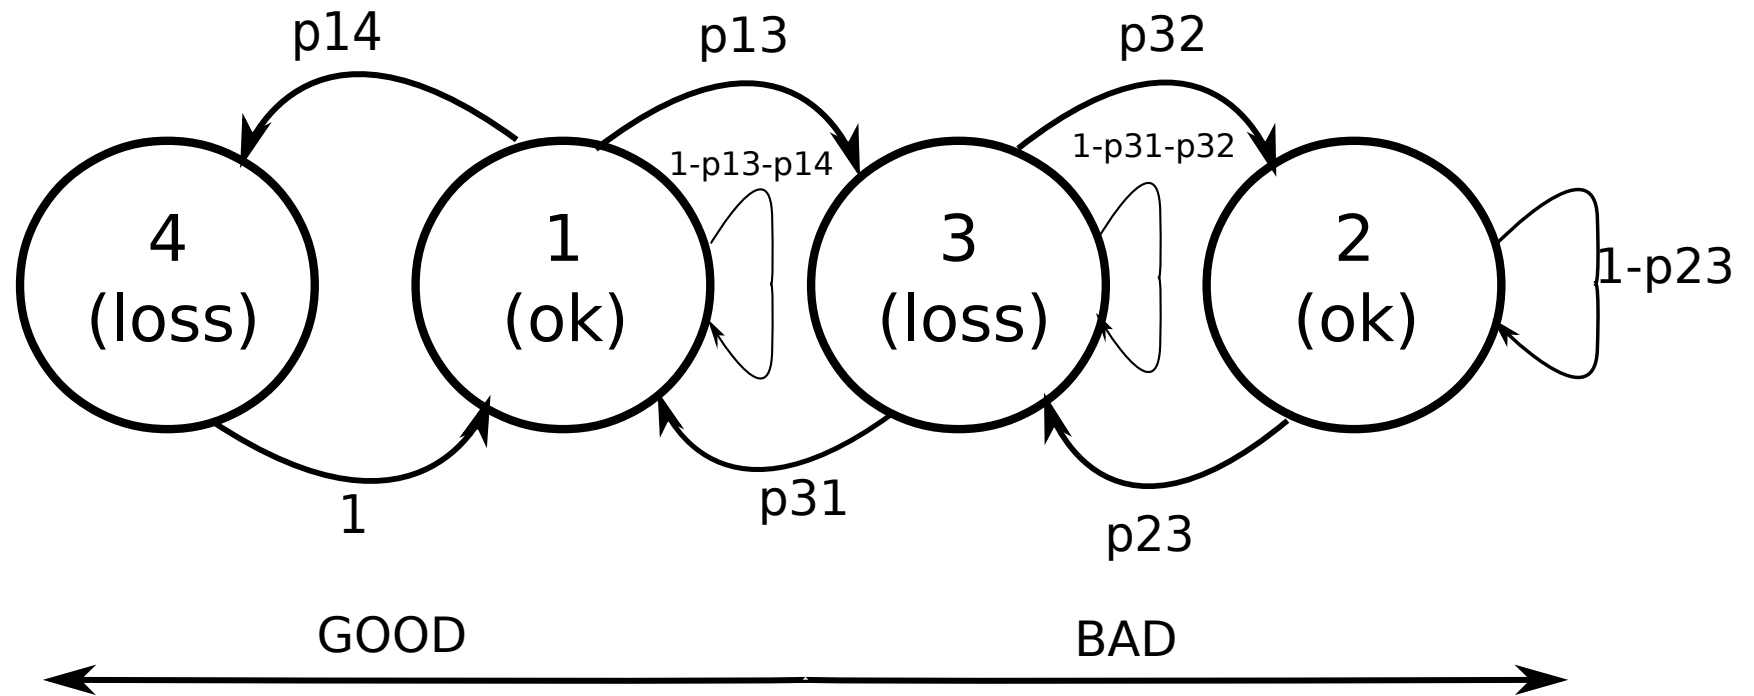 p14
p13
p32
1-p13-p14
1-p31-p32
4
(loss)
1
(ok)
3
(loss)
2
(ok)
1-p23
1
p31
p23
GOOD
BAD